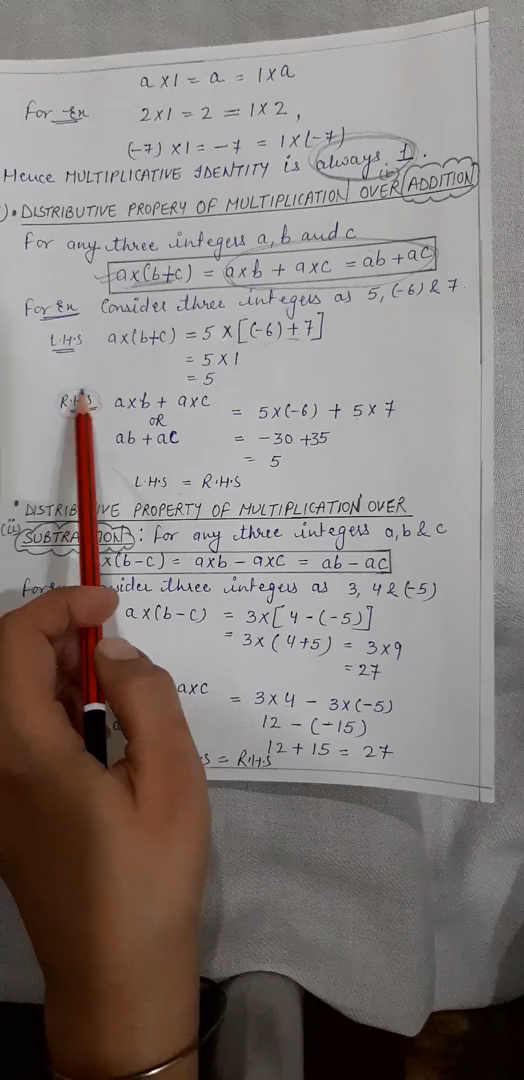 a×1 = a = 1×a
For Ex 2×1 = 2 = 1×2,
(-7)×1 = -7 = 1×(-7)
Hence MULTIPLICATIVE IDENTITY is always 1.
(i)
• DISTRIBUTIVE PROPERY OF MULTIPLICATION OVER ADDITION
For any three integers a, b and c
a×(b+c) = a×b + a×c = ab + ac
For Ex Consider three integers as 5, (-6) & 7.
L.H.S a×(b+c) = 5×[(-6)+7]
= 5×1
= 5
R.H.S a×b + a×c = 5×(-6) + 5×7
OR
ab + ac = -30 +35
= 5
L.H.S = R.H.S
• DISTRIB VE PROPERTY OF MULTIPLICATION OVER
(ii) SUBTRACTION : For any three integers a, b & c
×(b-c) = a×b - a×c = ab - ac
For sider three integers as 3, 4 & (-5)
a×(b-c) = 3×[4-(-5)]
= 3×(4+5) = 3×9
= 27
a×c = 3×4 - 3×(-5)
12 - (-15)
12 + 15 = 27
S = R.H.S